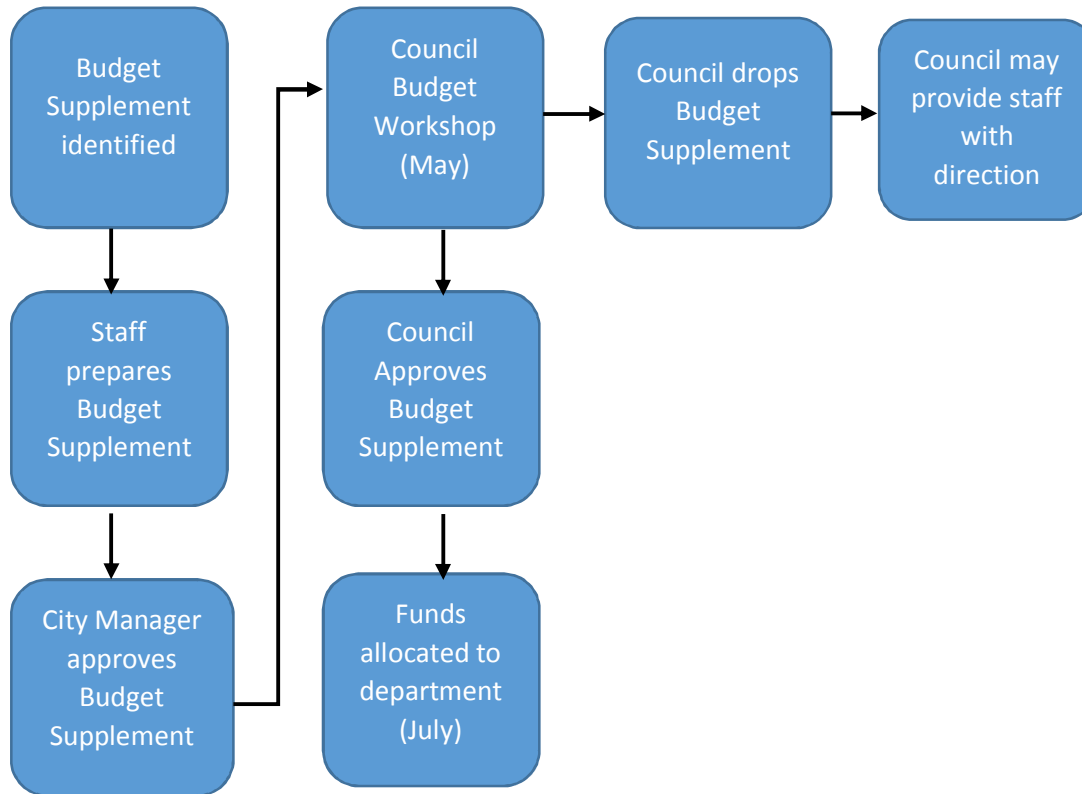 Budget
Supplement
identified
Staff
prepares
Budget
Supplement
City Manager
approves
Budget
Supplement
Council
Budget
Workshop
(May)
Council
Approves
Budget
Supplement
Funds
allocated to
department
(July)
Council drops
Budget
Supplement
Council may
provide staff
with
direction